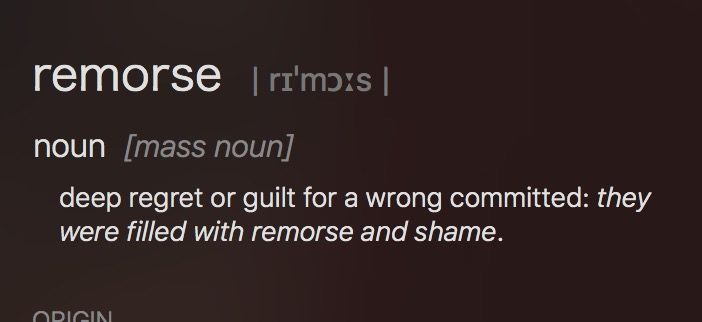 remorse | rɪˈmɔːs |
noun [mass noun]
deep regret or guilt for a wrong committed: they
were filled with remorse and shame.
ORIGIN